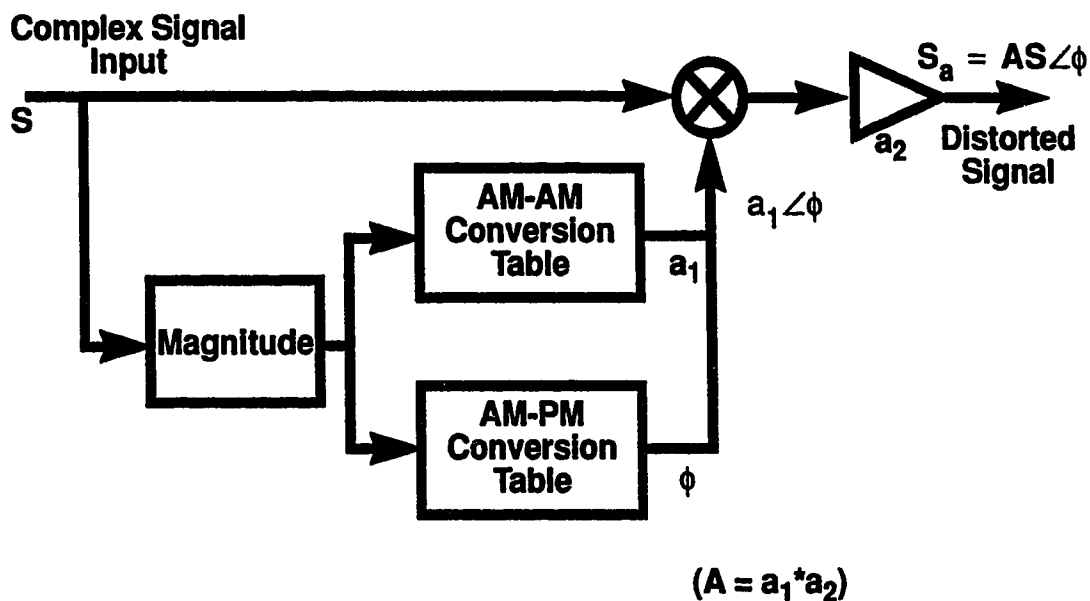 Complex Signal
Input
S
S_a = AS∠ϕ
a_2
Distorted
Signal
AM-AM
Conversion
Table
a_1∠ϕ
a_1
Magnitude
AM-PM
Conversion
Table
ϕ
(A = a_1*a_2)